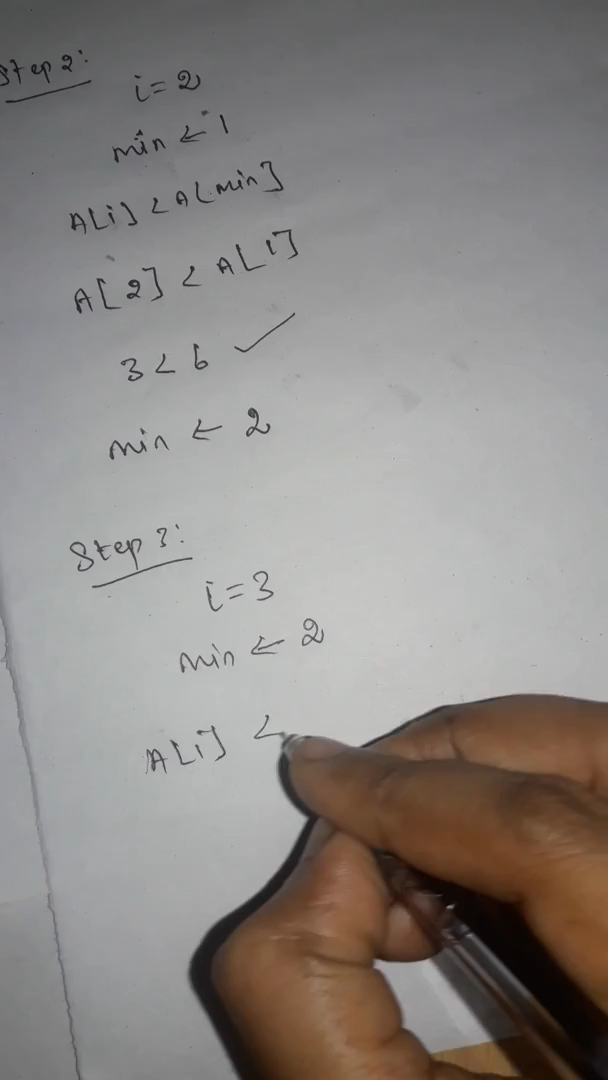 Step 2:
i=2
min ← 1
A[i] < A[min]
A[2] < A[1]
3 < 6 ✓
min ← 2
Step 3:
i=3
min ← 2
A[i] <